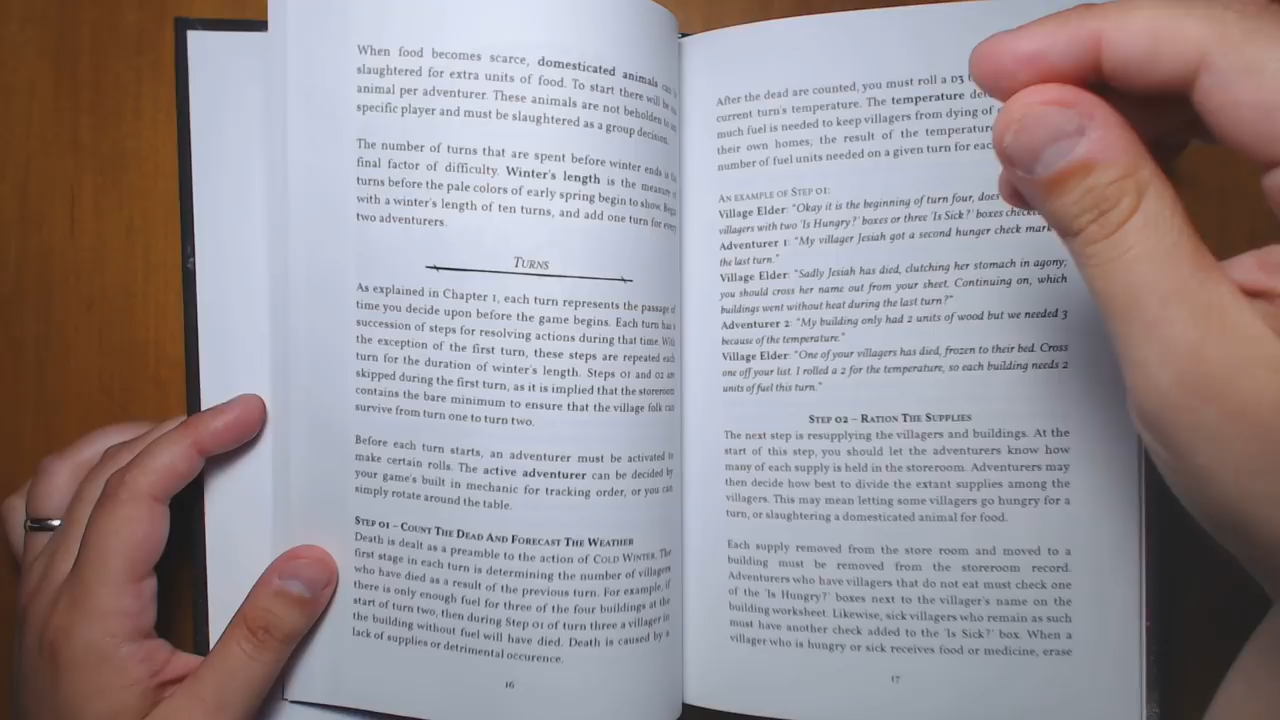 When food becomes scarce, domesticated animals can
slaughtered for extra units of food. To start there will be
animal per adventurer. These animals are not beholden to
specific player and must be slaughtered as a group decision.
The number of turns that are spent before winter ends is the
final factor of difficulty. Winter's length is the measure of
turns before the pale colors of early spring begin to show. Begin
with a winter's length of ten turns, and add one turn for every
two adventurers.
Turns
As explained in Chapter 1, each turn represents the passage of
time you decide upon before the game begins. Each turn has a
succession of steps for resolving actions during that time. With
the exception of the first turn, these steps are repeated each
turn for the duration of winter's length. Steps 01 and 02 are
skipped during the first turn, as it is implied that the storeroom
contains the bare minimum to ensure that the village folk can
survive from turn one to turn two.
Before each turn starts, an adventurer must be activated to
make certain rolls. The active adventurer can be decided by
your game's built in mechanic for tracking order, or you can
simply rotate around the table.
Step 01 – Count The Dead And Forecast The Weather
Death is dealt as a preamble to the action of Cold Winter. The
first stage in each turn is determining the number of villagers
who have died as a result of the previous turn. For example, if
there is only enough fuel for three of the four buildings at the
start of turn two, then during Step 01 of turn three a villager in
the building without fuel will have died. Death is caused by a
lack of supplies or detrimental occurence.
16
After the dead are counted, you must roll a D3
current turn's temperature. The temperature
much fuel is needed to keep villagers from dying of
their own homes; the result of the temperature
number of fuel units needed on a given turn for each
An example of Step 01:
Village Elder: "Okay it is the beginning of turn four, does
villagers with two 'Is Hungry?' boxes or three 'Is Sick?' boxes checked
Adventurer 1: "My villager Jesiah got a second hunger check mark
the last turn."
Village Elder: "Sadly Jesiah has died, clutching her stomach in agony;
you should cross her name out from your sheet. Continuing on, which
buildings went without heat during the last turn?"
Adventurer 2: "My building only had 2 units of wood but we needed 3
because of the temperature."
Village Elder: "One of your villagers has died, frozen to their bed. Cross
one off your list. I rolled a 2 for the temperature, so each building needs 2
units of fuel this turn."
Step 02 – Ration The Supplies
The next step is resupplying the villagers and buildings. At the
start of this step, you should let the adventurers know how
many of each supply is held in the storeroom. Adventurers may
then decide how best to divide the extant supplies among the
villagers. This may mean letting some villagers go hungry for a
turn, or slaughtering a domesticated animal for food.
Each supply removed from the store room and moved to a
building must be removed from the storeroom record.
Adventurers who have villagers that do not eat must check one
of the 'Is Hungry?' boxes next to the villager's name on the
building worksheet. Likewise, sick villagers who remain as such
must have another check added to the 'Is Sick?' box. When a
villager who is hungry or sick receives food or medicine, erase
17